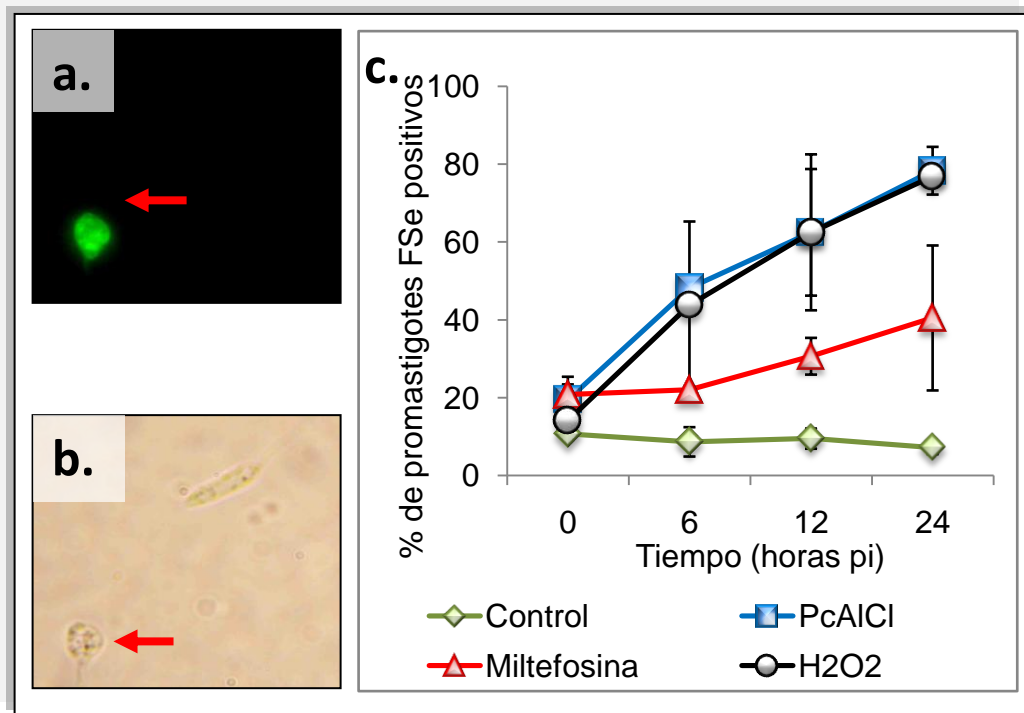 a.
b.
c.
% de promastigotes FSe positivos
100
80
60
40
20
0
0 6 12 24
Tiempo (horas pi)
Control PcAlCl
Miltefosina H2O2